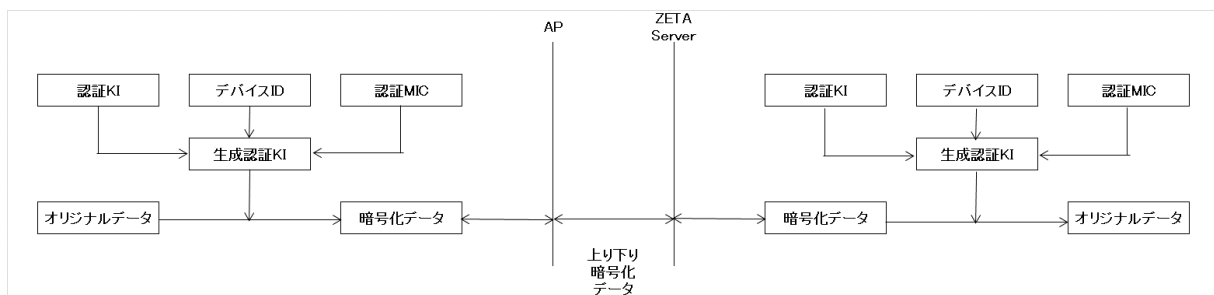 AP
ZETA
Server
認証KI
デバイスID
認証MIC
認証KI
デバイスID
認証MIC
生成認証KI
生成認証KI
オリジナルデータ
暗号化データ
暗号化データ
オリジナルデータ
上り下り
暗号化
データ